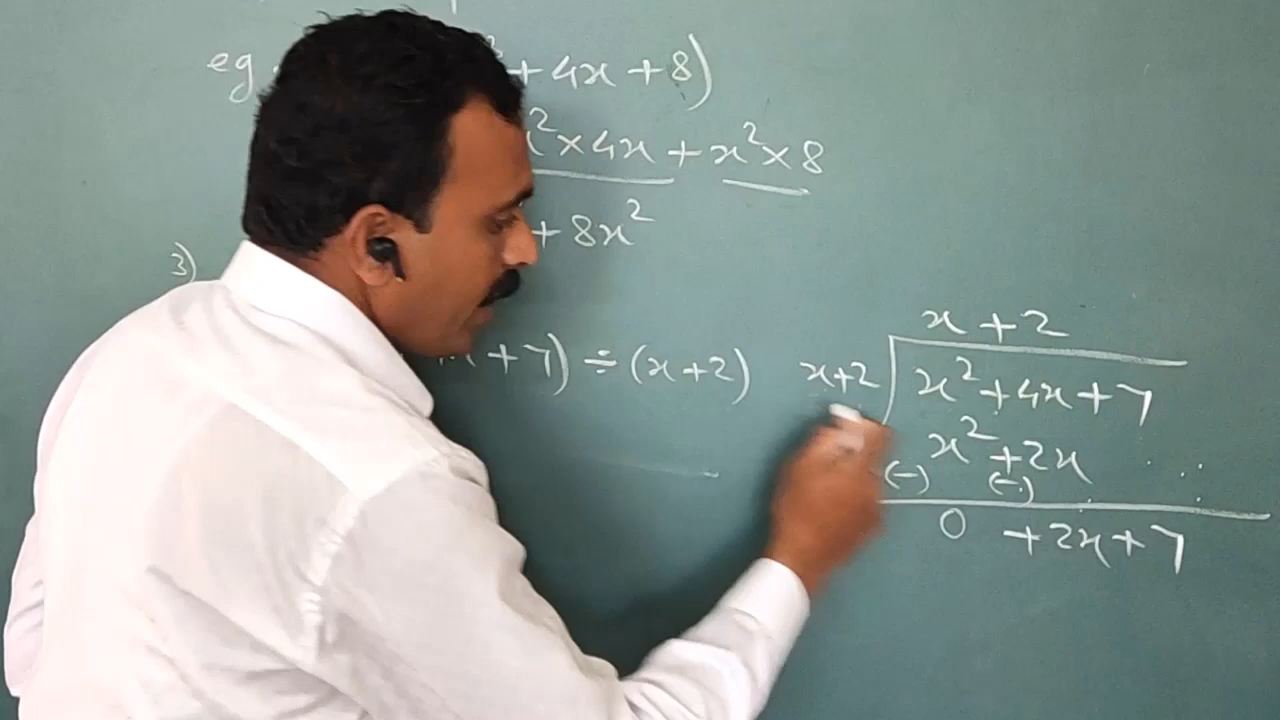 eg. + 4x + 8)
x² × 4x + x² × 8
+ 8x²
3)
x + 2
+ 7) ÷ (x + 2) x+2 x² + 4x + 7
x² + 2x
(-) (-)
0 + 2x + 7